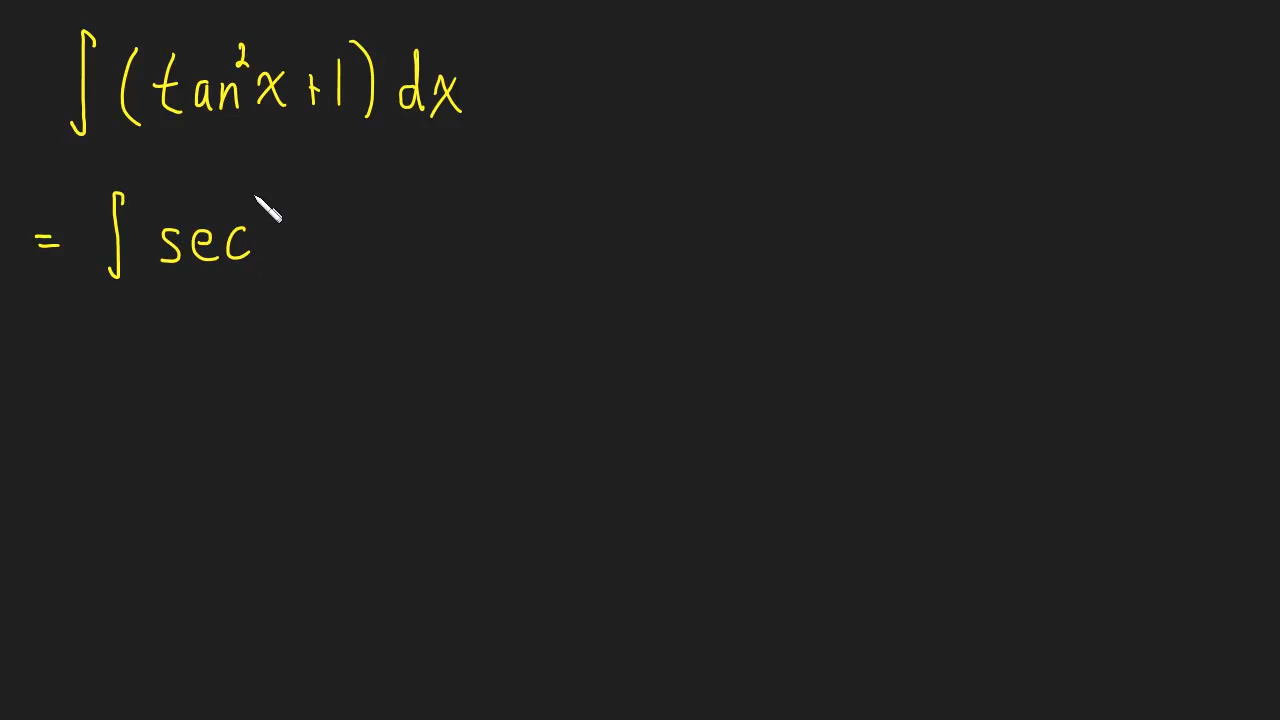 ∫ (tan²x + 1) dx
= ∫ sec